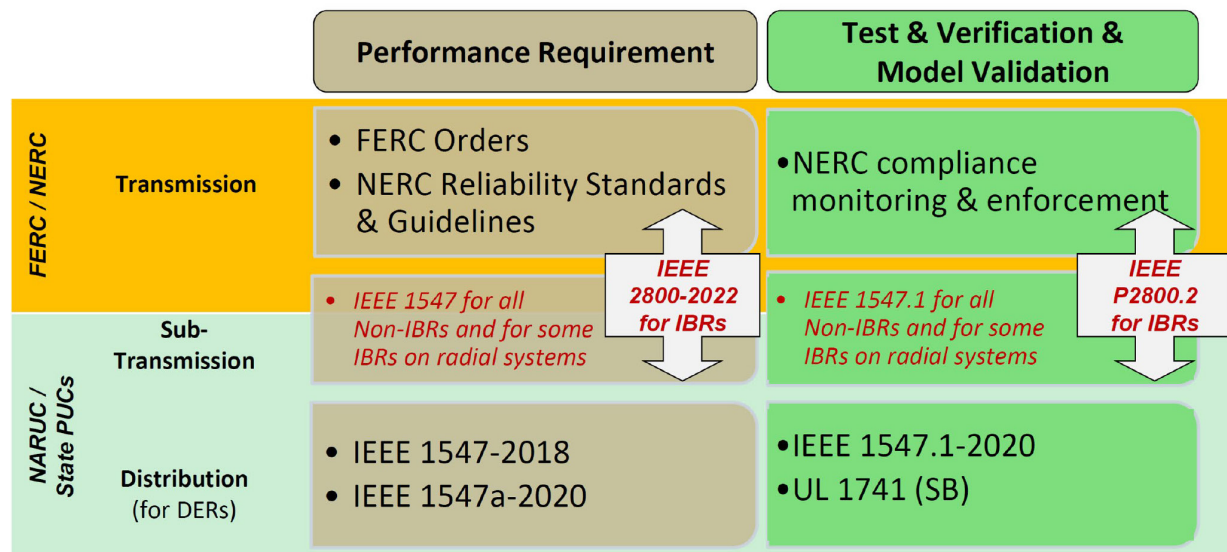 Performance Requirement
Test & Verification &
Model Validation
FERC / NERC
Transmission
• FERC Orders
• NERC Reliability Standards
& Guidelines
•NERC compliance
monitoring & enforcement
IEEE
2800-2022
for IBRs
IEEE
P2800.2
for IBRs
NARUC /
State PUCs
Sub-
Transmission
• IEEE 1547 for all
Non-IBRs and for some
IBRs on radial systems
• IEEE 1547.1 for all
Non-IBRs and for some
IBRs on radial systems
Distribution
(for DERs)
• IEEE 1547-2018
• IEEE 1547a-2020
•IEEE 1547.1-2020
•UL 1741 (SB)